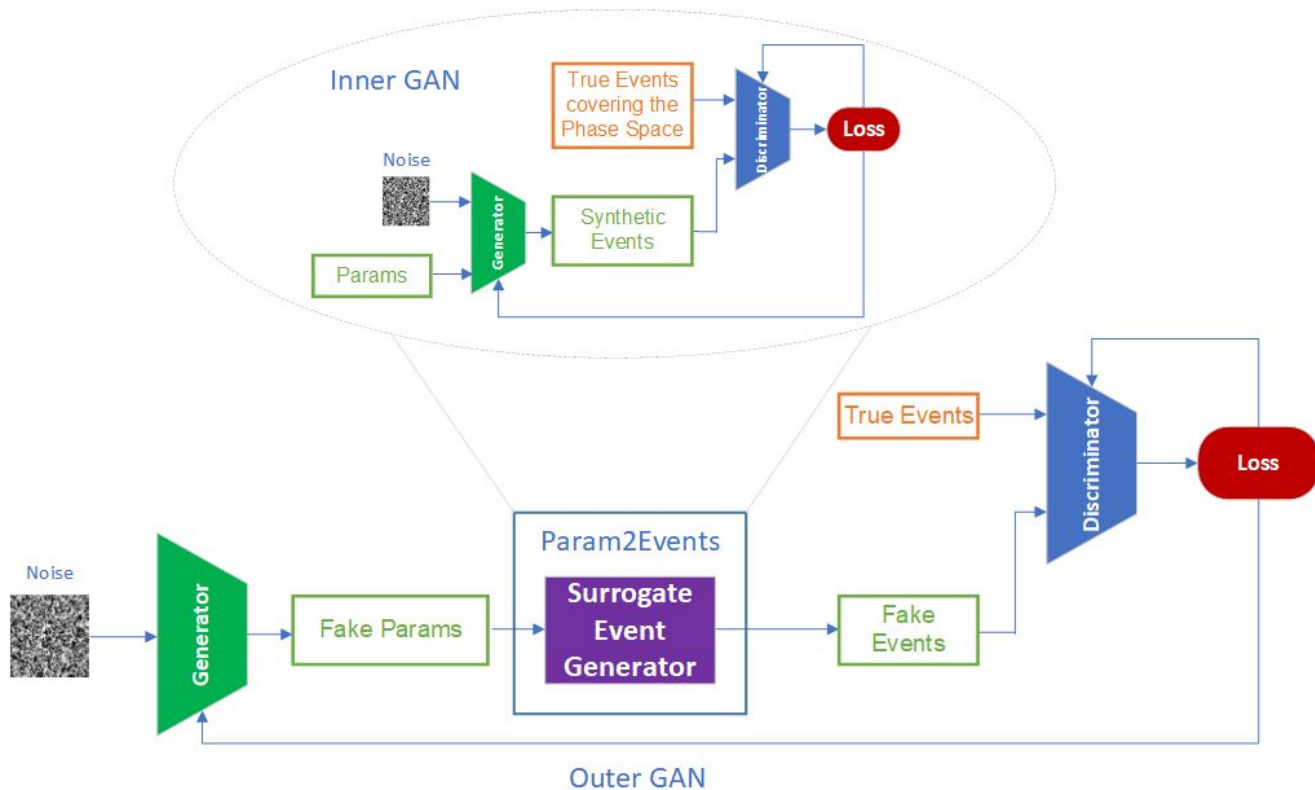 Inner GAN
True Events
covering the
Phase Space
Discriminator
Loss
Noise
Generator
Synthetic
Events
Params
True Events
Discriminator
Loss
Param2Events
Noise
Generator
Fake Params
Surrogate
Event
Generator
Fake
Events
Outer GAN